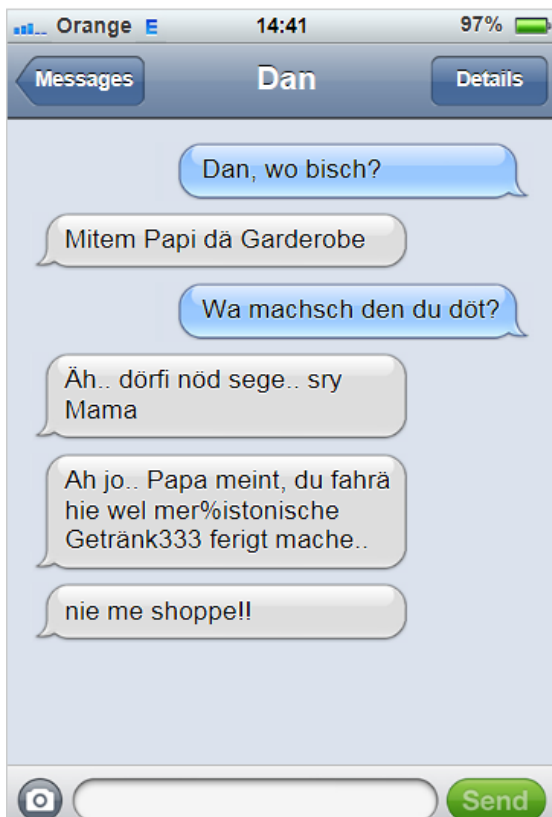 Orange E 14:41 97%
Messages Dan Details
Dan, wo bisch?
Mitem Papi dä Garderobe
Wa machsch den du döt?
Äh.. dörfi nöd sege.. sry
Mama
Ah jo.. Papa meint, du fahrä
hie wel mer%istonische
Getränk333 ferigt mache..
nie me shoppe!!
Send